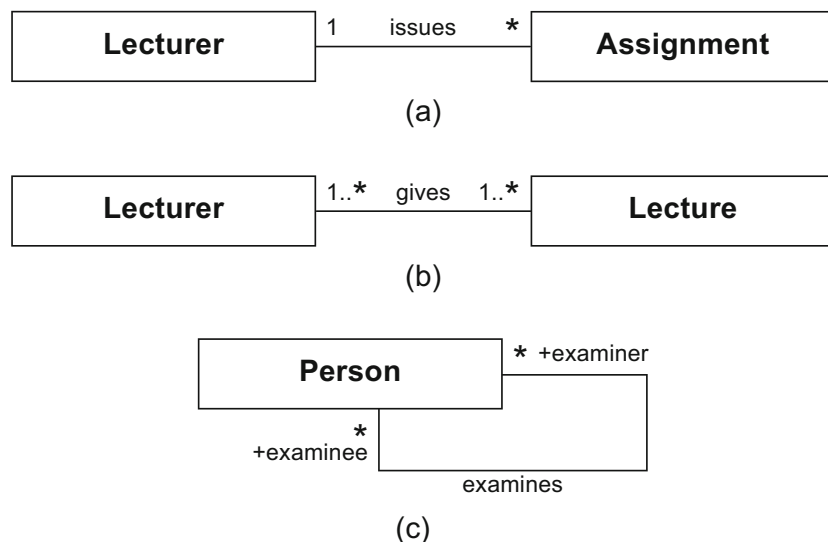 Lecturer 1 issues * Assignment
(a)
Lecturer 1..* gives 1..* Lecture
(b)
Person * +examiner
*
+examinee
examines
(c)